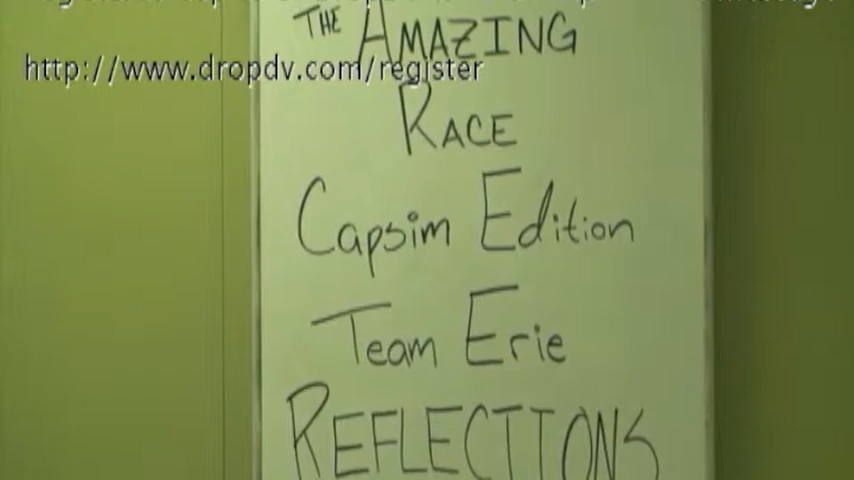 http://www.dropdv.com/register
THE AMAZING
RACE
Capsim Edition
Team Erie
REFLECTIONS